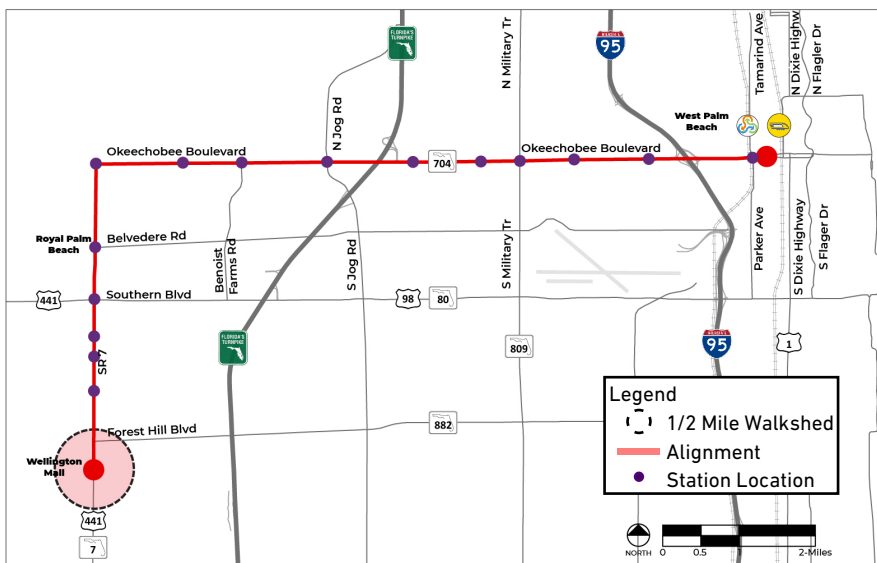 FLORIDA'S
TURNPIKE
N Jog Rd
N Military Tr
95
Tamarind Ave
N Dixie Highway
N Flagler Dr
West Palm
Beach
Okeechobee Boulevard
704
Okeechobee Boulevard
Royal Palm
Beach
Belvedere Rd
Benoist
Farms Rd
S Jog Rd
S Military Tr
Parker Ave
S Dixie Highway
S Flager Dr
441
Southern Blvd
98
80
FLORIDA'S
TURNPIKE
SR 7
809
95
1
Forest Hill Blvd
882
Wellington
Mall
441
7
Legend
1/2 Mile Walkshed
Alignment
Station Location
NORTH
0
0.5
1
2-Miles